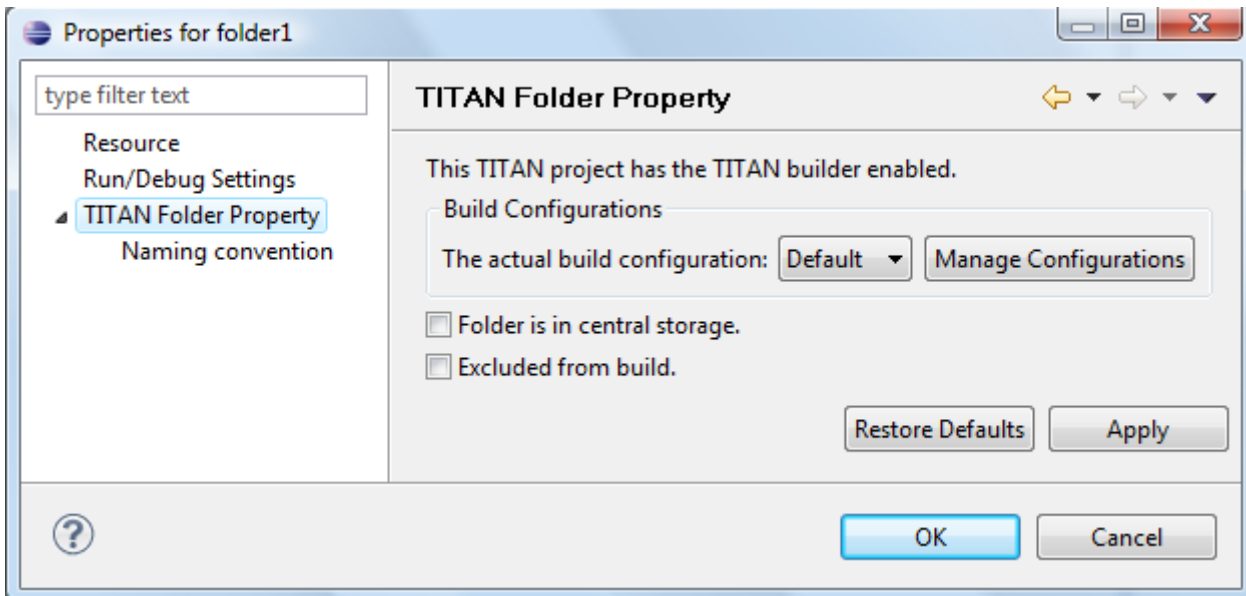 Properties for folder1
type filter text
Resource
Run/Debug Settings
TITAN Folder Property
Naming convention
TITAN Folder Property
This TITAN project has the TITAN builder enabled.
Build Configurations
The actual build configuration: Default Manage Configurations
Folder is in central storage.
Excluded from build.
Restore Defaults Apply
? OK Cancel